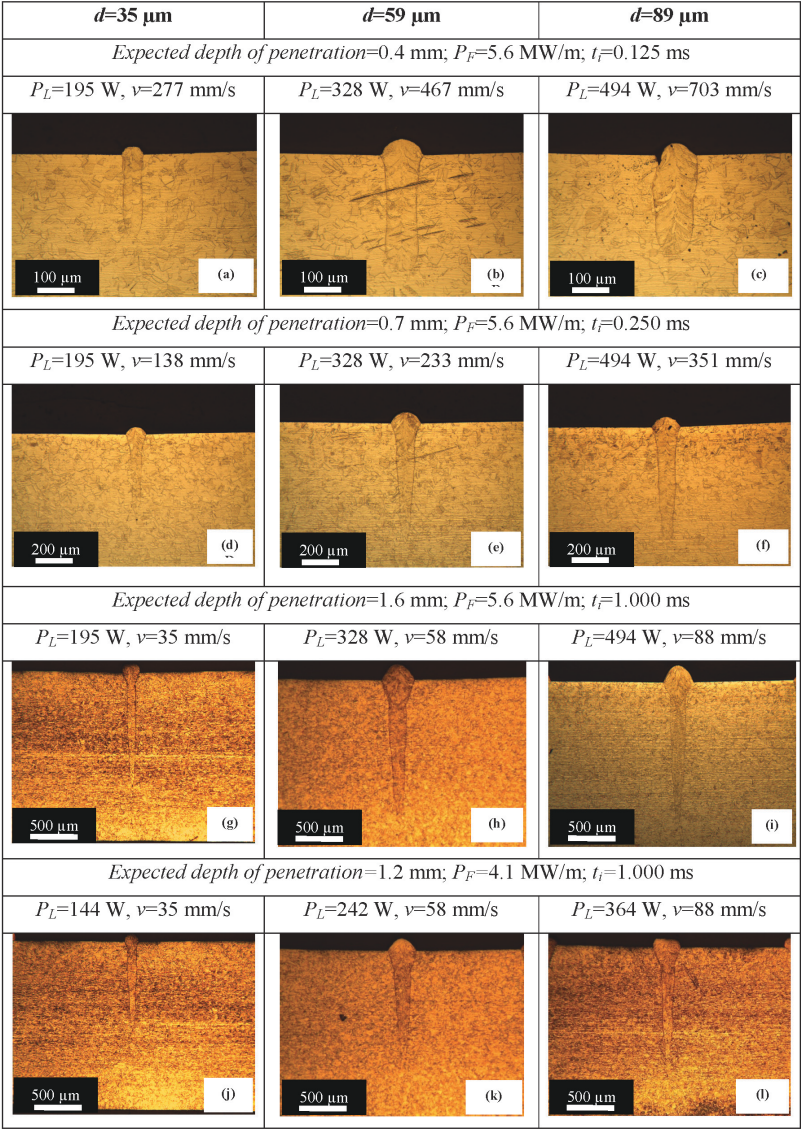 d=35 µm d=59 µm d=89 µm
Expected depth of penetration=0.4 mm; PF=5.6 MW/m; ti=0.125 ms
PL=195 W, v=277 mm/s PL=328 W, v=467 mm/s PL=494 W, v=703 mm/s
100 µm (a) 100 µm (b) 100 µm (c)
Expected depth of penetration=0.7 mm; PF=5.6 MW/m; ti=0.250 ms
PL=195 W, v=138 mm/s PL=328 W, v=233 mm/s PL=494 W, v=351 mm/s
200 µm (d) 200 µm (e) 200 µm (f)
Expected depth of penetration=1.6 mm; PF=5.6 MW/m; ti=1.000 ms
PL=195 W, v=35 mm/s PL=328 W, v=58 mm/s PL=494 W, v=88 mm/s
500 µm (g) 500 µm (h) 500 µm (i)
Expected depth of penetration=1.2 mm; PF=4.1 MW/m; ti=1.000 ms
PL=144 W, v=35 mm/s PL=242 W, v=58 mm/s PL=364 W, v=88 mm/s
500 µm (j) 500 µm (k) 500 µm (l)